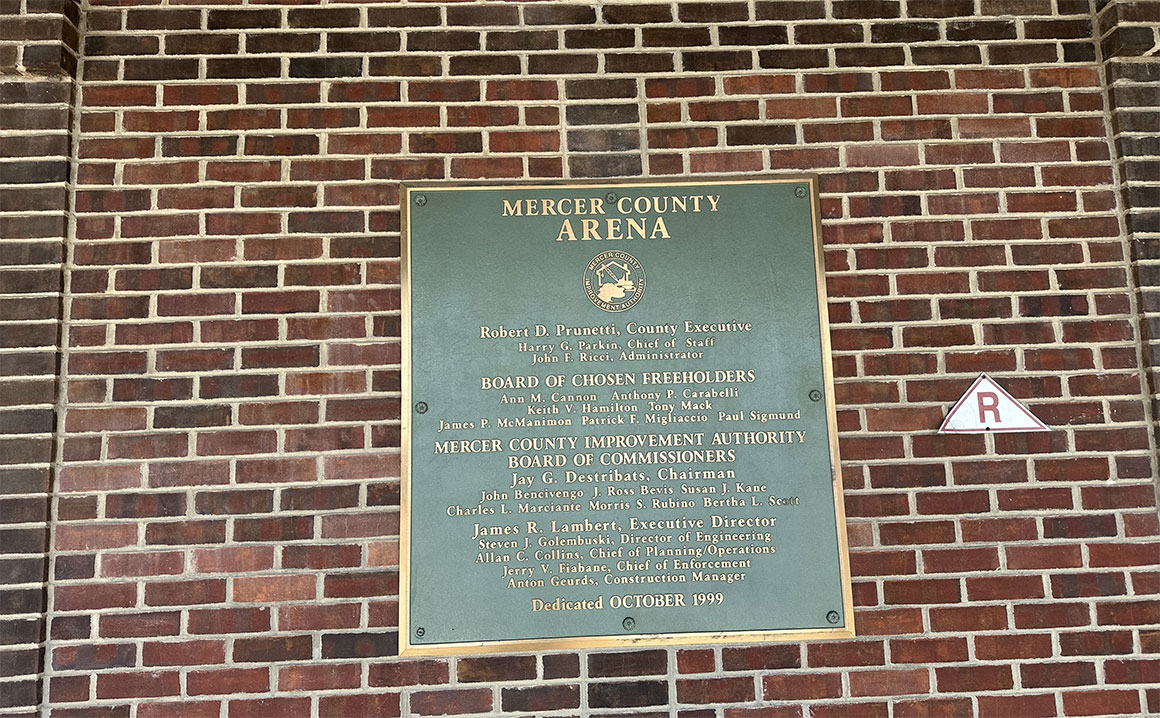 MERCER COUNTY
ARENA
MERCER COUNTY
IMPROVEMENT AUTHORITY
Robert D. Prunetti, County Executive
Harry G. Parkin, Chief of Staff
John F. Ricci, Administrator
BOARD OF CHOSEN FREEHOLDERS
Ann M. Cannon Anthony P. Carabelli
Keith V. Hamilton Tony Mack
James P. McManimon Patrick F. Migliaccio Paul Sigmund
MERCER COUNTY IMPROVEMENT AUTHORITY
BOARD OF COMMISSIONERS
Jay G. Destribats, Chairman
John Bencivengo J. Ross Bevis Susan J. Kane
Charles L. Marciante Morris S. Rubino Bertha L. Scott
James R. Lambert, Executive Director
Steven J. Golembuski, Director of Engineering
Allan C. Collins, Chief of Planning/Operations
Jerry V. Fiabane, Chief of Enforcement
Anton Geurds, Construction Manager
Dedicated OCTOBER 1999
R